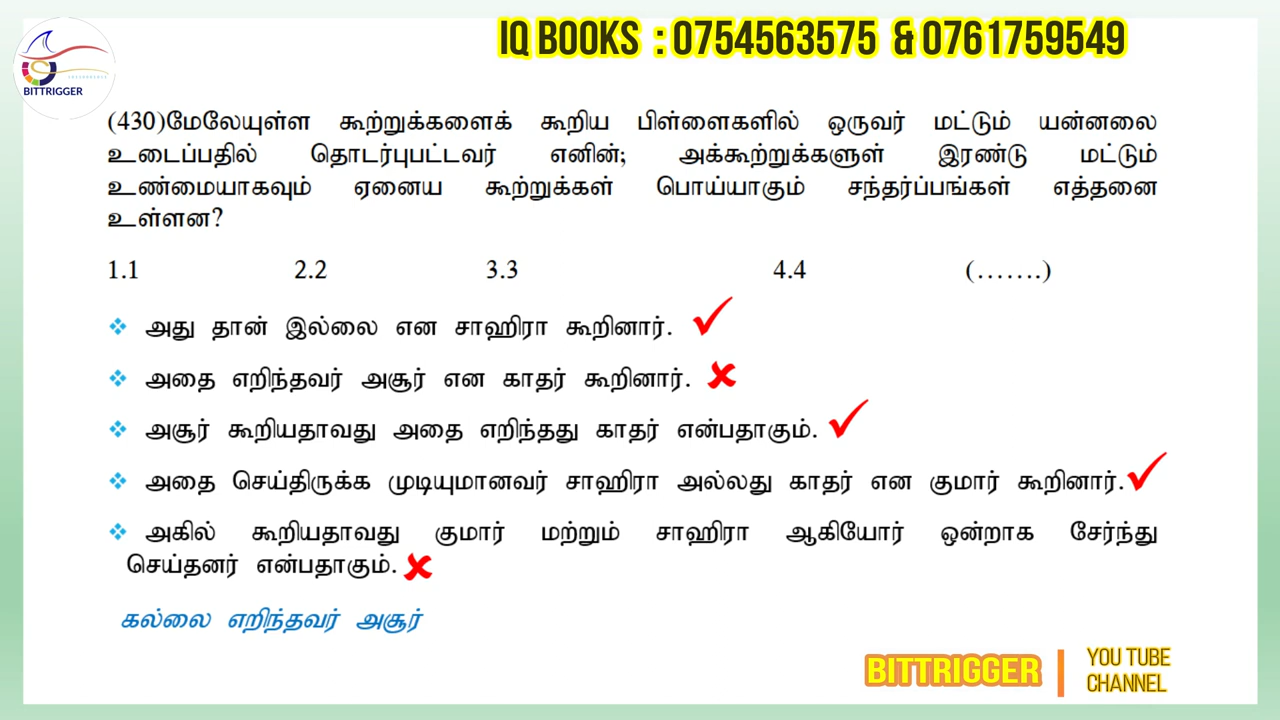 IQ BOOKS : 0754563575 & 0761759549
BITTRIGGER
(430)மேலேயுள்ள கூற்றுக்களைக் கூறிய பிள்ளைகளில் ஒருவர் மட்டும் யன்னலை
உடைப்பதில் தொடர்புபட்டவர் எனின்; அக்கூற்றுக்களுள் இரண்டு மட்டும்
உண்மையாகவும் ஏனைய கூற்றுக்கள் பொய்யாகும் சந்தர்ப்பங்கள் எத்தனை
உள்ளன?
1.1 2.2 3.3 4.4 (.......)
❖ அது தான் இல்லை என சாஹிரா கூறினார். ✓
❖ அதை எறிந்தவர் அசூர் என காதர் கூறினார். ✘
❖ அசூர் கூறியதாவது அதை எறிந்தது காதர் என்பதாகும். ✓
❖ அதை செய்திருக்க முடியுமானவர் சாஹிரா அல்லது காதர் என குமார் கூறினார். ✓
❖ அகில் கூறியதாவது குமார் மற்றும் சாஹிரா ஆகியோர் ஒன்றாக சேர்ந்து
செய்தனர் என்பதாகும். ✘
கல்லை எறிந்தவர் அசூர்
BITTRIGGER
YOU TUBE
CHANNEL